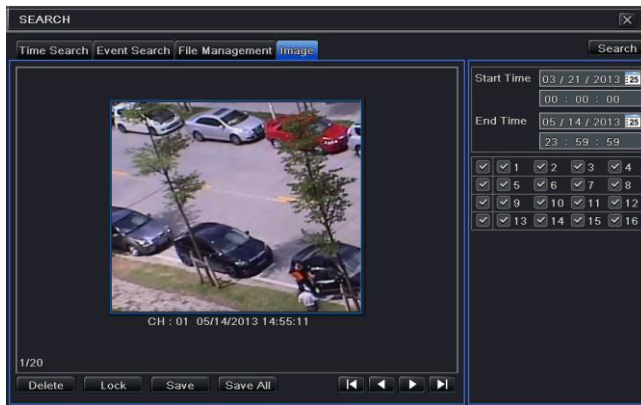 SEARCH
Time Search Event Search File Management Image
Search
CH : 01 05/14/2013 14:55:11
1/20
Delete Lock Save Save All
Start Time 03 / 21 / 2013 25
00 : 00 : 00
End Time 05 / 14 / 2013 25
23 : 59 : 59
1 2 3 4
5 6 7 8
9 10 11 12
13 14 15 16